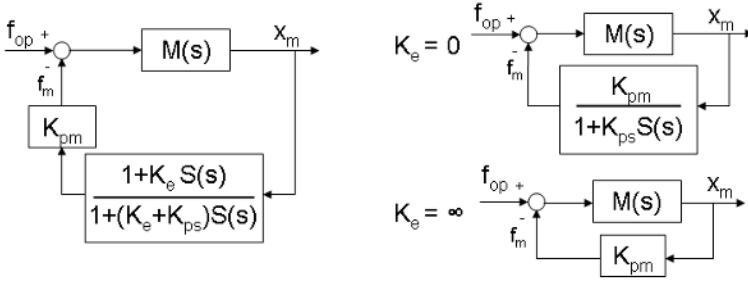 f_op +
M(s)
x_m
-
f_m
K_pm
1+K_e S(s)
1+(K_e+K_ps)S(s)
K_e = 0
f_op +
M(s)
x_m
-
f_m
K_pm
1+K_ps S(s)
K_e = ∞
f_op +
M(s)
x_m
-
f_m
K_pm